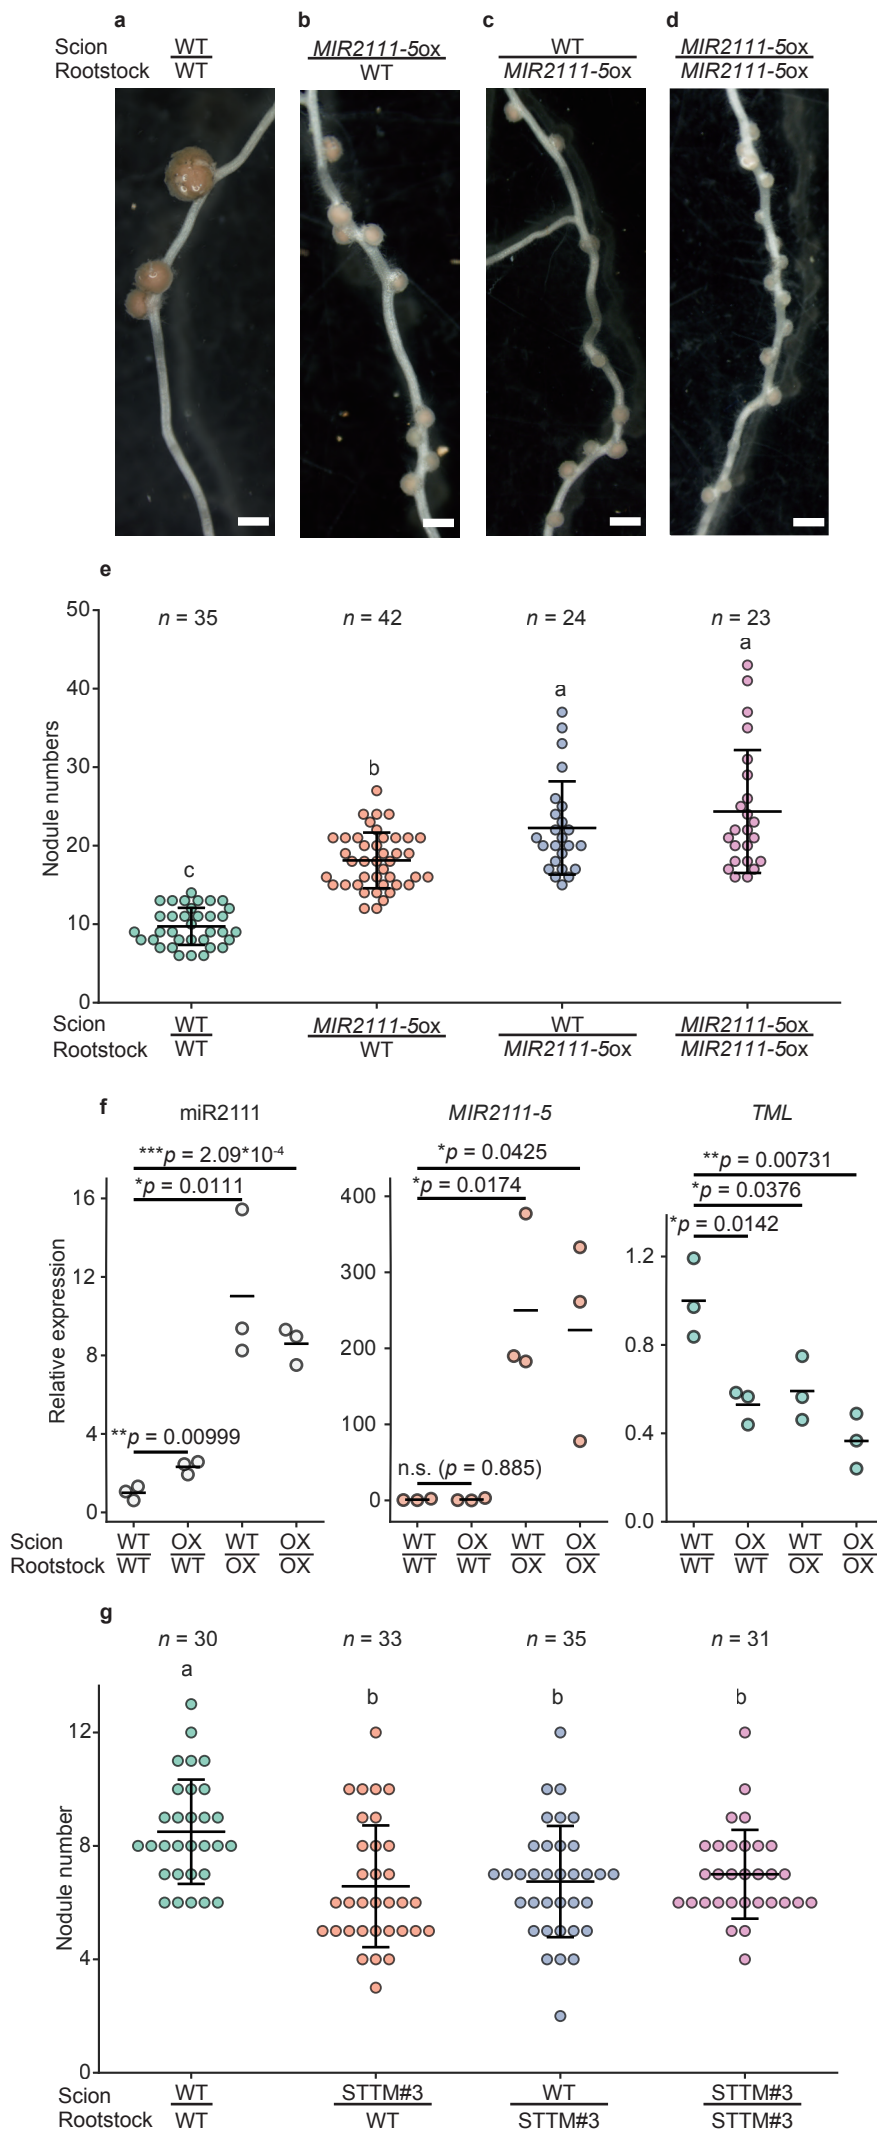 a b c d
Scion WT MIR2111-5ox WT MIR2111-5ox
Rootstock WT WT MIR2111-5ox MIR2111-5ox
e
n = 35 n = 42 n = 24 n = 23
a
a
b
c
Nodule numbers
50
40
30
20
10
0
Scion WT MIR2111-5ox WT MIR2111-5ox
Rootstock WT WT MIR2111-5ox MIR2111-5ox
f
miR2111 MIR2111-5 TML
***p = 2.09*10-4
*p = 0.0111
**p = 0.00999
*p = 0.0425
*p = 0.0174
n.s. (p = 0.885)
**p = 0.00731
*p = 0.0376
*p = 0.0142
Relative expression
16
12
8
4
0
400
300
200
100
0
1.2
0.8
0.4
0.0
Scion WT OX WT OX WT OX WT OX WT OX WT OX
Rootstock WT WT OX OX WT WT OX OX WT WT OX OX
g
n = 30 n = 33 n = 35 n = 31
a
b b b
Nodule number
12
8
4
0
Scion WT STTM#3 WT STTM#3
Rootstock WT WT STTM#3 STTM#3